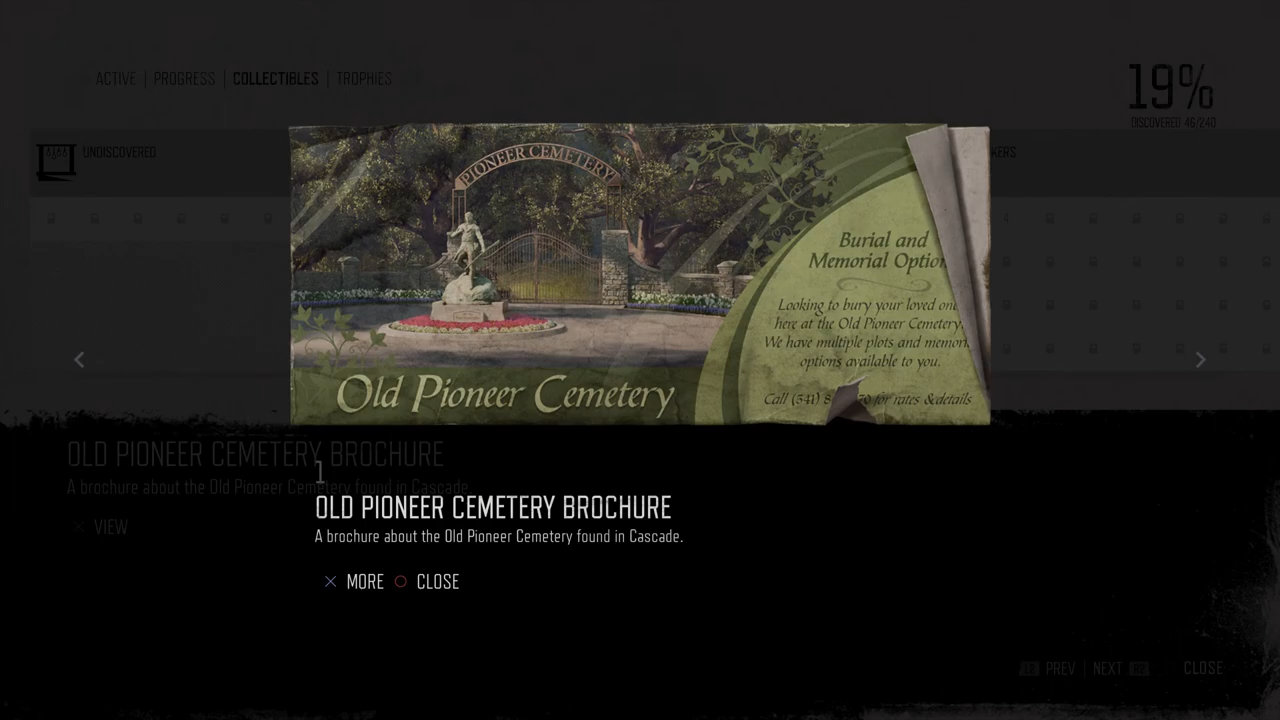 ACTIVE | PROGRESS | COLLECTIBLES | TROPHIES
19%
DISCOVERED 46/240
UNDISCOVERED
PIONEER CEMETERY
Burial and
Memorial
Looking to bury your loved
here at the Old Pioneer Cemetery.
We have multiple plots and
options available to you.
Call (541) for rates & details
Old Pioneer Cemetery
OLD PIONEER CEMETERY BROCHURE
A brochure about the Old Pioneer Cemetery found in Cascade.
VIEW
1
OLD PIONEER CEMETERY BROCHURE
A brochure about the Old Pioneer Cemetery found in Cascade.
MORE CLOSE
PREV | NEXT CLOSE